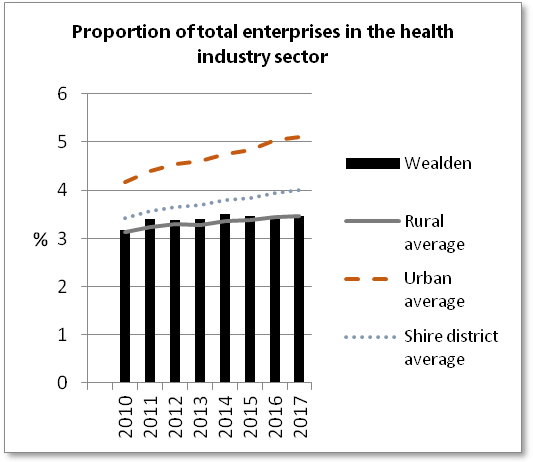 Proportion of total enterprises in the health
industry sector
6
5
4
3
2
1
0
%
2010
2011
2012
2013
2014
2015
2016
2017
Wealden
Rural
average
Urban
average
Shire district
average